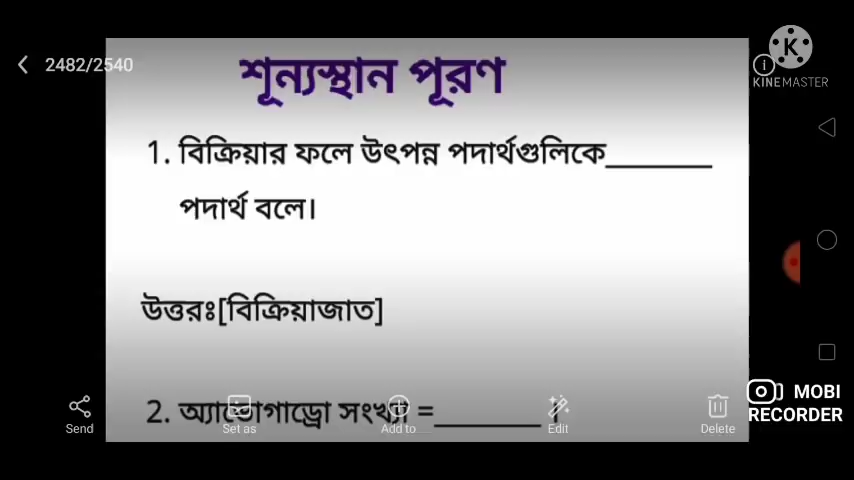 2482/2540
শূন্যস্থান পূরণ
KINEMASTER
1. বিক্রিয়ার ফলে উৎপন্ন পদার্থগুলিকে________
পদার্থ বলে।
উত্তরঃ[বিক্রিয়াজাত]
2. অ্যাভোগাড্রো সংখ্যা =________ ।
Send
Set as
Add to
Edit
Delete
MOBI
RECORDER